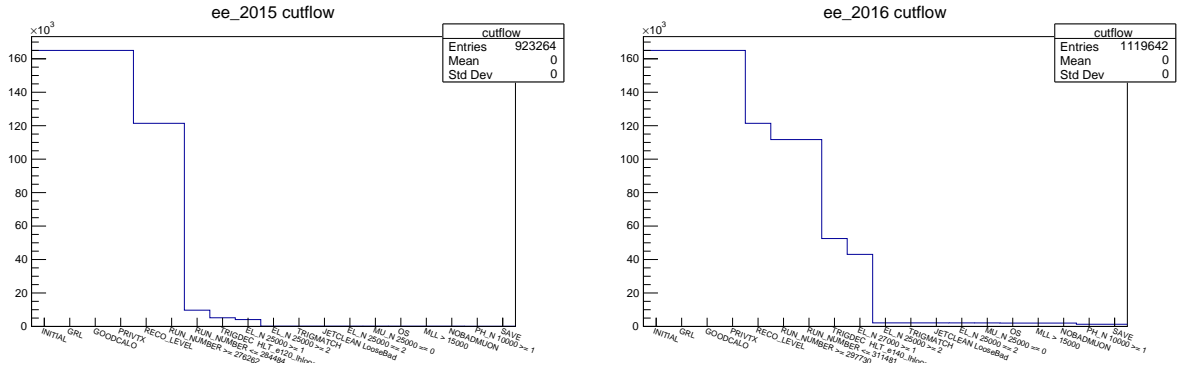 ee_2015 cutflow
×10³
cutflow
Entries 923264
Mean 0
Std Dev 0
160
140
120
100
80
60
40
20
0
INITIAL
GRL
GOODCALO
PRIVTX
RECO_LEVEL
RUN_NUMBER >= 276262
RUN_NUMBER <= 284484
TRIGDEC HLT_e120_lhloo
EL_N 25000 >= 1
EL_N 25000 >= 2
TRIGMATCH
JETCLEAN LooseBad
EL_N 25000 == 2
MU_N 25000 == 0
OS
MLL > 15000
NOBADMUON
PH_N 10000 >= 1
SAVE
ee_2016 cutflow
×10³
cutflow
Entries 1119642
Mean 0
Std Dev 0
160
140
120
100
80
60
40
20
0
INITIAL
GRL
GOODCALO
PRIVTX
RECO_LEVEL
RUN_NUMBER >= 297730
RUN_NUMBER <= 311481
TRIGDEC HLT_e140_lhloo
EL_N 27000 >= 1
EL_N 25000 >= 2
TRIGMATCH
JETCLEAN LooseBad
EL_N 25000 == 2
MU_N 25000 == 0
OS
MLL > 15000
NOBADMUON
PH_N 10000 >= 1
SAVE